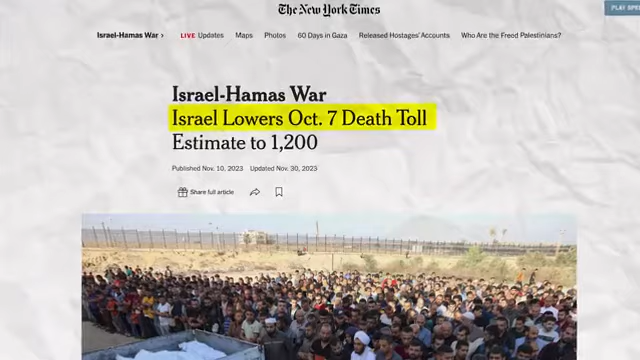 The New York Times
PLAY SPE
Israel-Hamas War › LIVE Updates Maps Photos 60 Days in Gaza Released Hostages' Accounts Who Are the Freed Palestinians?
Israel-Hamas War
Israel Lowers Oct. 7 Death Toll
Estimate to 1,200
Published Nov. 10, 2023 Updated Nov. 30, 2023
Share full article